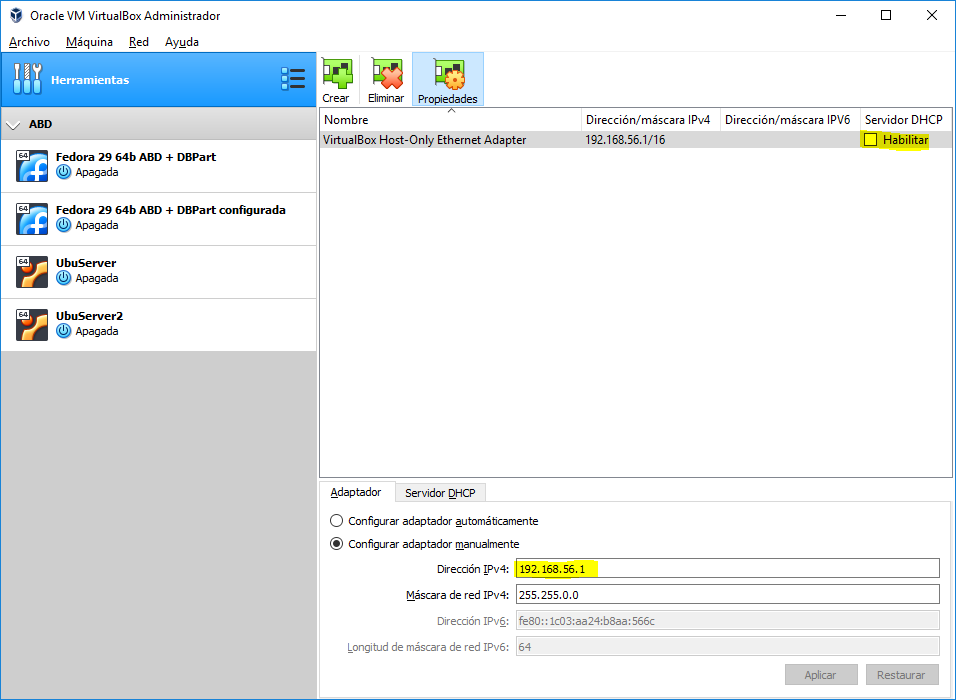 Oracle VM VirtualBox Administrador
Archivo Máquina Red Ayuda
Herramientas
ABD
64
Fedora 29 64b ABD + DBPart
Apagada
64
Fedora 29 64b ABD + DBPart configurada
Apagada
64
UbuServer
Apagada
64
UbuServer2
Apagada
Crear Eliminar Propiedades
Nombre Dirección/máscara IPv4 Dirección/máscara IPV6 Servidor DHCP
VirtualBox Host-Only Ethernet Adapter 192.168.56.1/16 Habilitar
Adaptador Servidor DHCP
Configurar adaptador automáticamente
Configurar adaptador manualmente
Dirección IPv4: 192.168.56.1
Máscara de red IPv4: 255.255.0.0
Dirección IPv6: fe80::1c03:aa24:b8aa:566c
Longitud de máscara de red IPv6: 64
Aplicar Restaurar